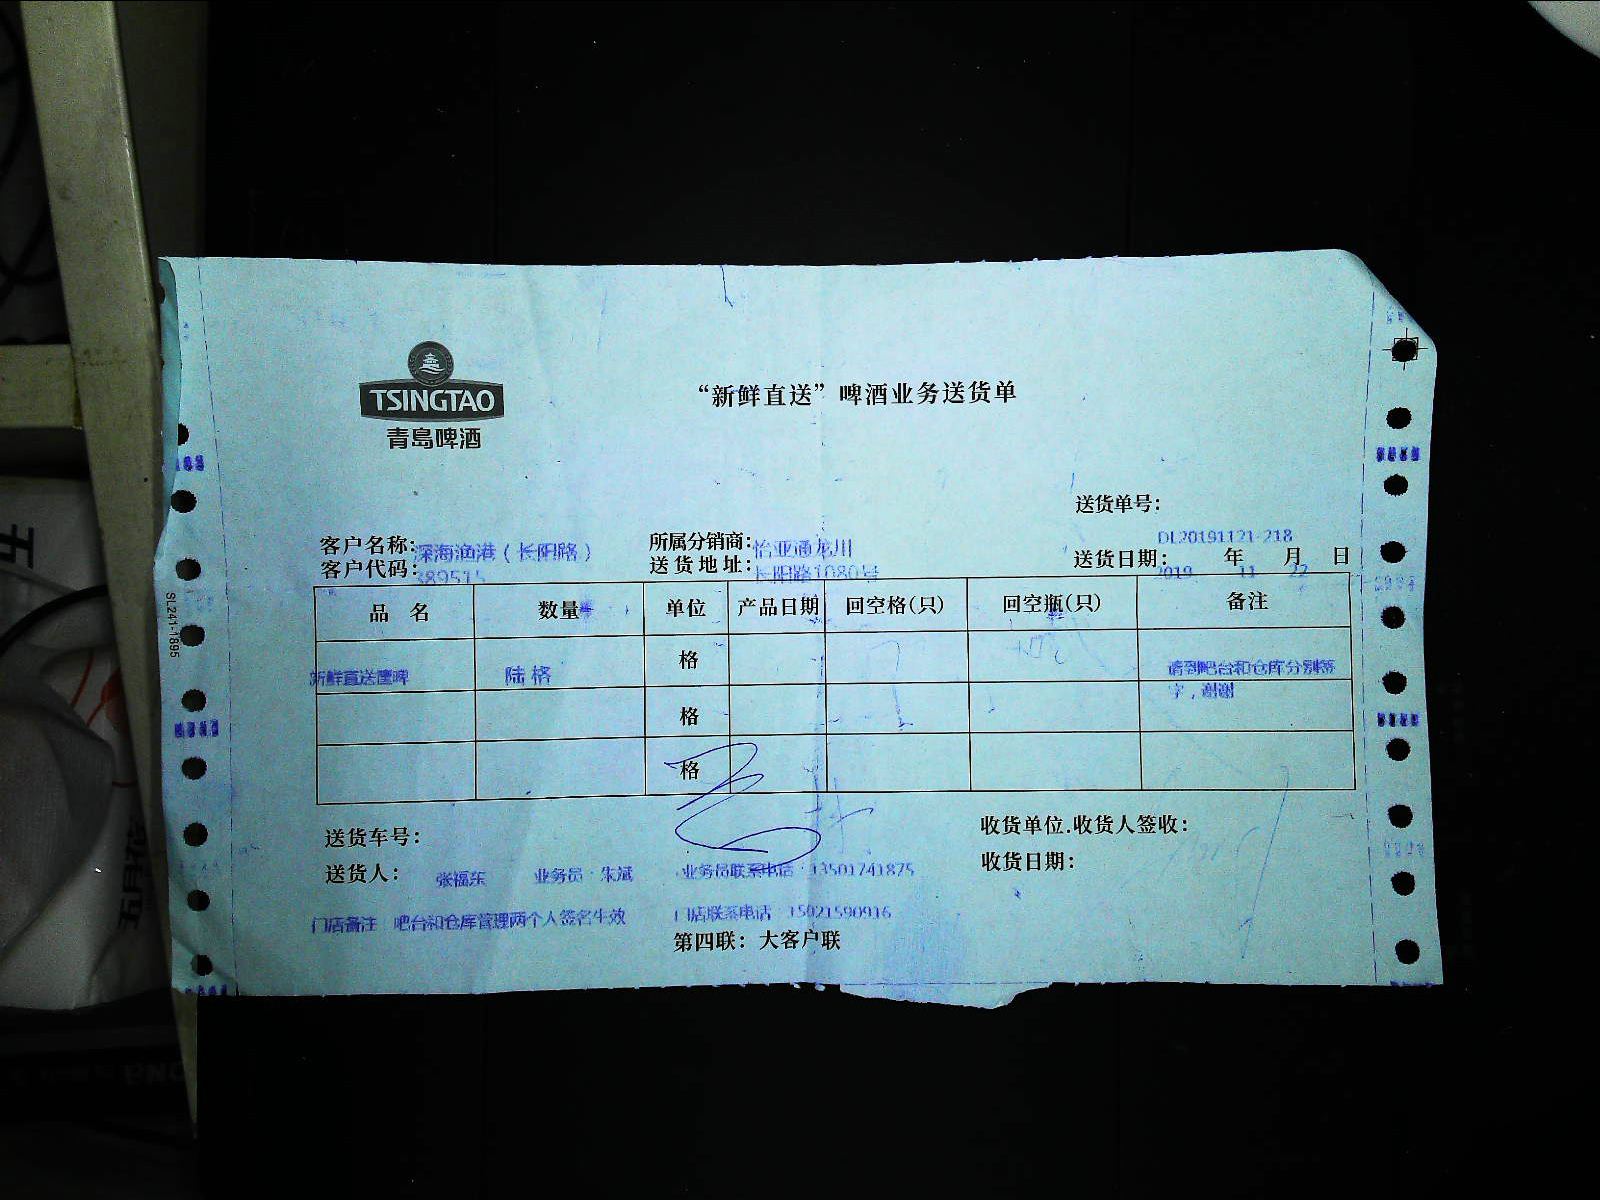 TSINGTAO
青岛啤酒
“新鲜直送”啤酒业务送货单
送货单号:
DL20191121-218
客户名称: 深海渔港（长阳路） 所属分销商: 怡亚通龙川 送货日期: 2019 年 11 月 22 日
客户代码: 389515 送货地址: 长阳路1080号
品 名 数量 单位 产品日期 回空格(只) 回空瓶(只) 备注
新鲜直送鹰啤 陆格 格 请到吧台和仓库分别签
字，谢谢
格
格
送货车号: 收货单位.收货人签收:
送货人: 张福东 业务员 朱斌 业务员联系电话 13501741875 收货日期:
门店备注 吧台和仓库管理两个人签名生效 门店联系电话 15021590916
第四联: 大客户联
SL241-1895
五